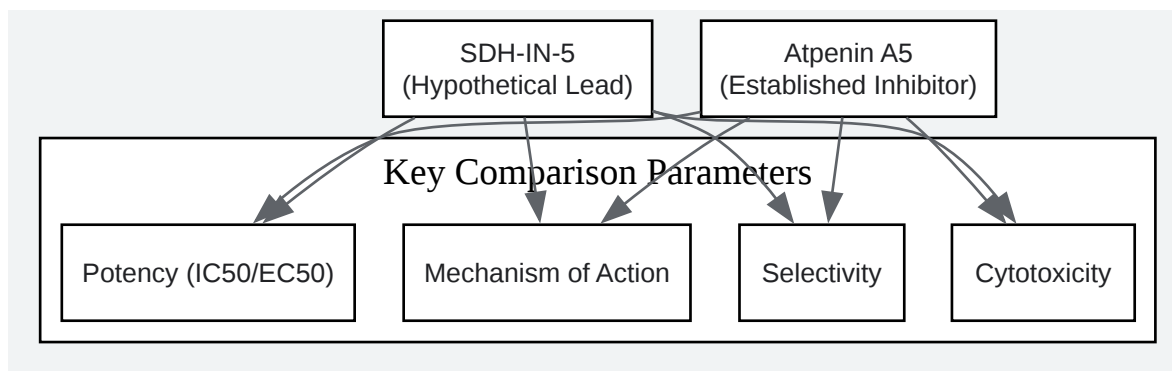 SDH-IN-5
(Hypothetical Lead)
Atpenin A5
(Established Inhibitor)
Key Comparison Parameters
Potency (IC50/EC50)
Mechanism of Action
Selectivity
Cytotoxicity